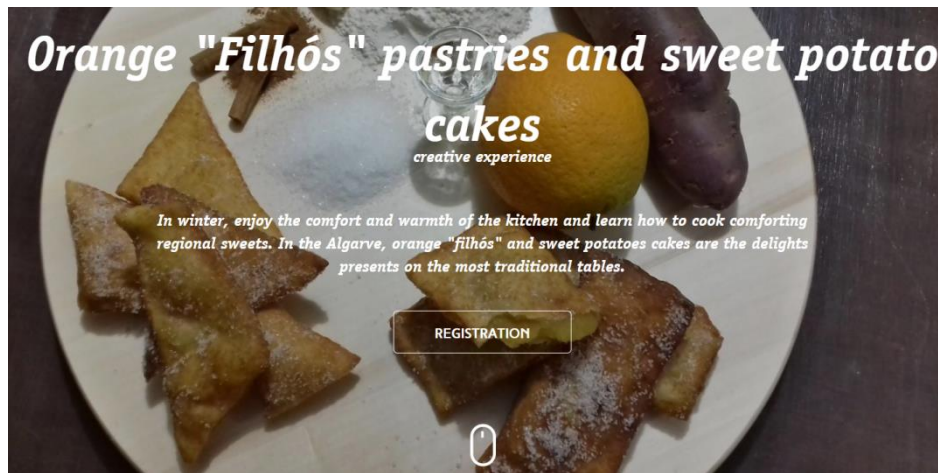 Orange "Filhós" pastries and sweet potato
cakes
creative experience
In winter, enjoy the comfort and warmth of the kitchen and learn how to cook comforting
regional sweets. In the Algarve, orange "filhós" and sweet potatoes cakes are the delights
presents on the most traditional tables.
REGISTRATION